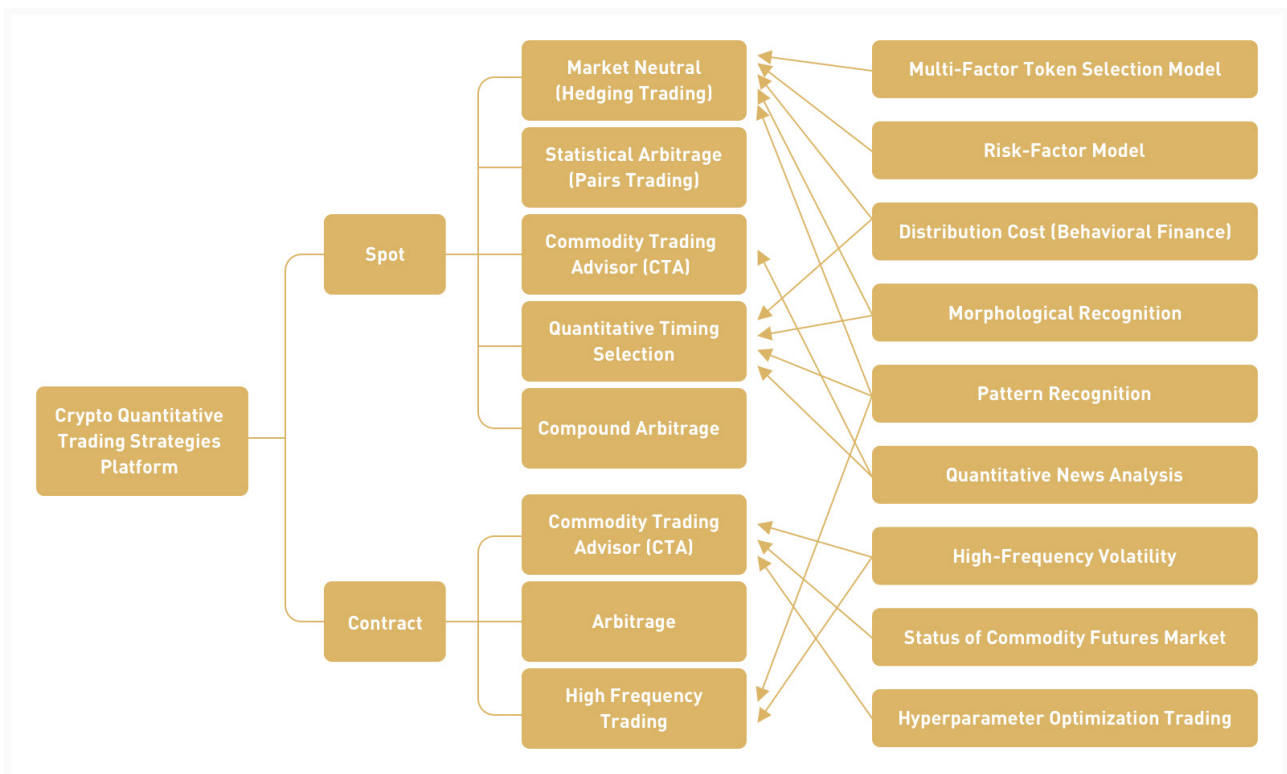 Crypto Quantitative
Trading Strategies
Platform
Spot
Contract
Market Neutral
(Hedging Trading)
Statistical Arbitrage
(Pairs Trading)
Commodity Trading
Advisor (CTA)
Quantitative Timing
Selection
Compound Arbitrage
Commodity Trading
Advisor (CTA)
Arbitrage
High Frequency
Trading
Multi-Factor Token Selection Model
Risk-Factor Model
Distribution Cost (Behavioral Finance)
Morphological Recognition
Pattern Recognition
Quantitative News Analysis
High-Frequency Volatility
Status of Commodity Futures Market
Hyperparameter Optimization Trading